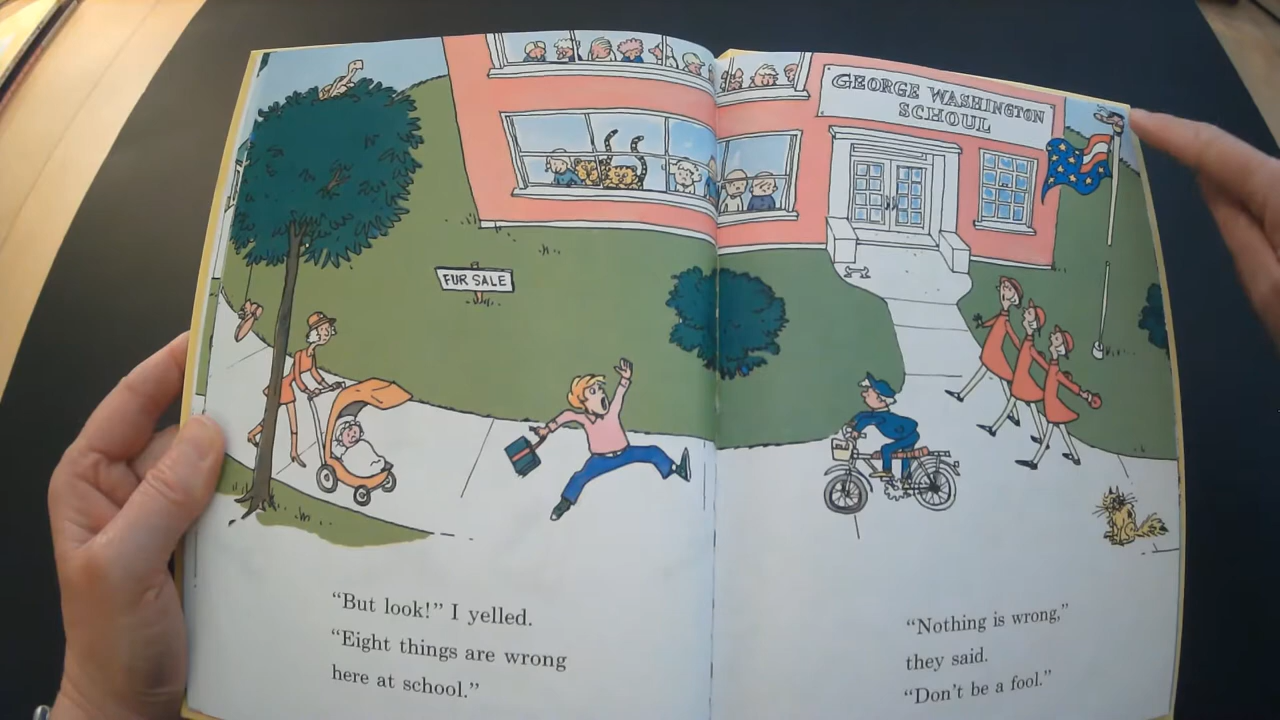 GEORGE WASHINGTON
SCHOUL
FUR SALE
“But look!” I yelled.
“Eight things are wrong
here at school.”
“Nothing is wrong,”
they said.
“Don’t be a fool.”